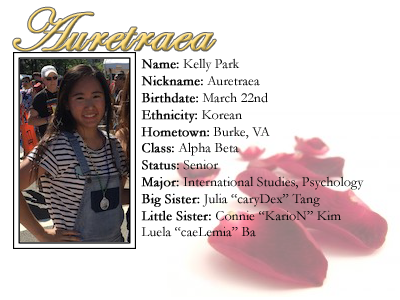 Auretraea
Name: Kelly Park
Nickname: Auretraea
Birthdate: March 22nd
Ethnicity: Korean
Hometown: Burke, VA
Class: Alpha Beta
Status: Senior
Major: International Studies, Psychology
Big Sister: Julia “caryDex” Tang
Little Sister: Connie “KarioN” Kim
Luela “caeLemia” Ba